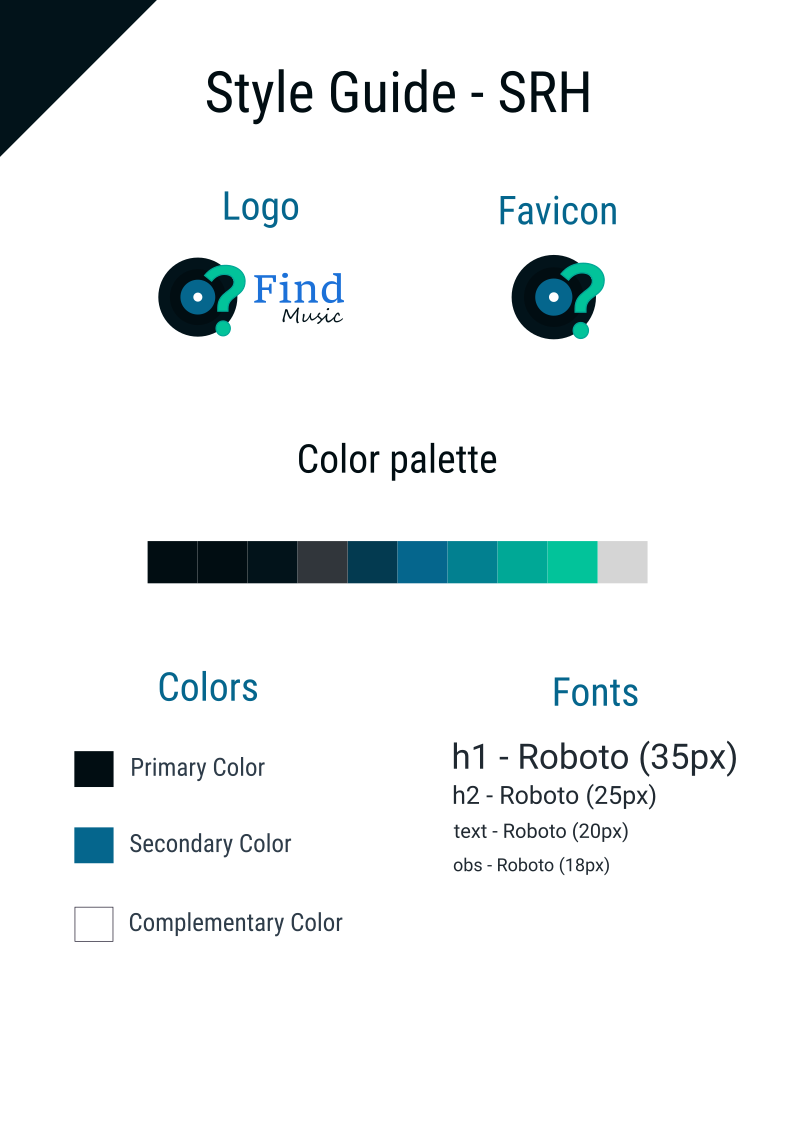 Style Guide - SRH
Logo
Favicon
?
Find
Music
?
Color palette
Colors
Primary Color
Secondary Color
Complementary Color
Fonts
h1 - Roboto (35px)
h2 - Roboto (25px)
text - Roboto (20px)
obs - Roboto (18px)